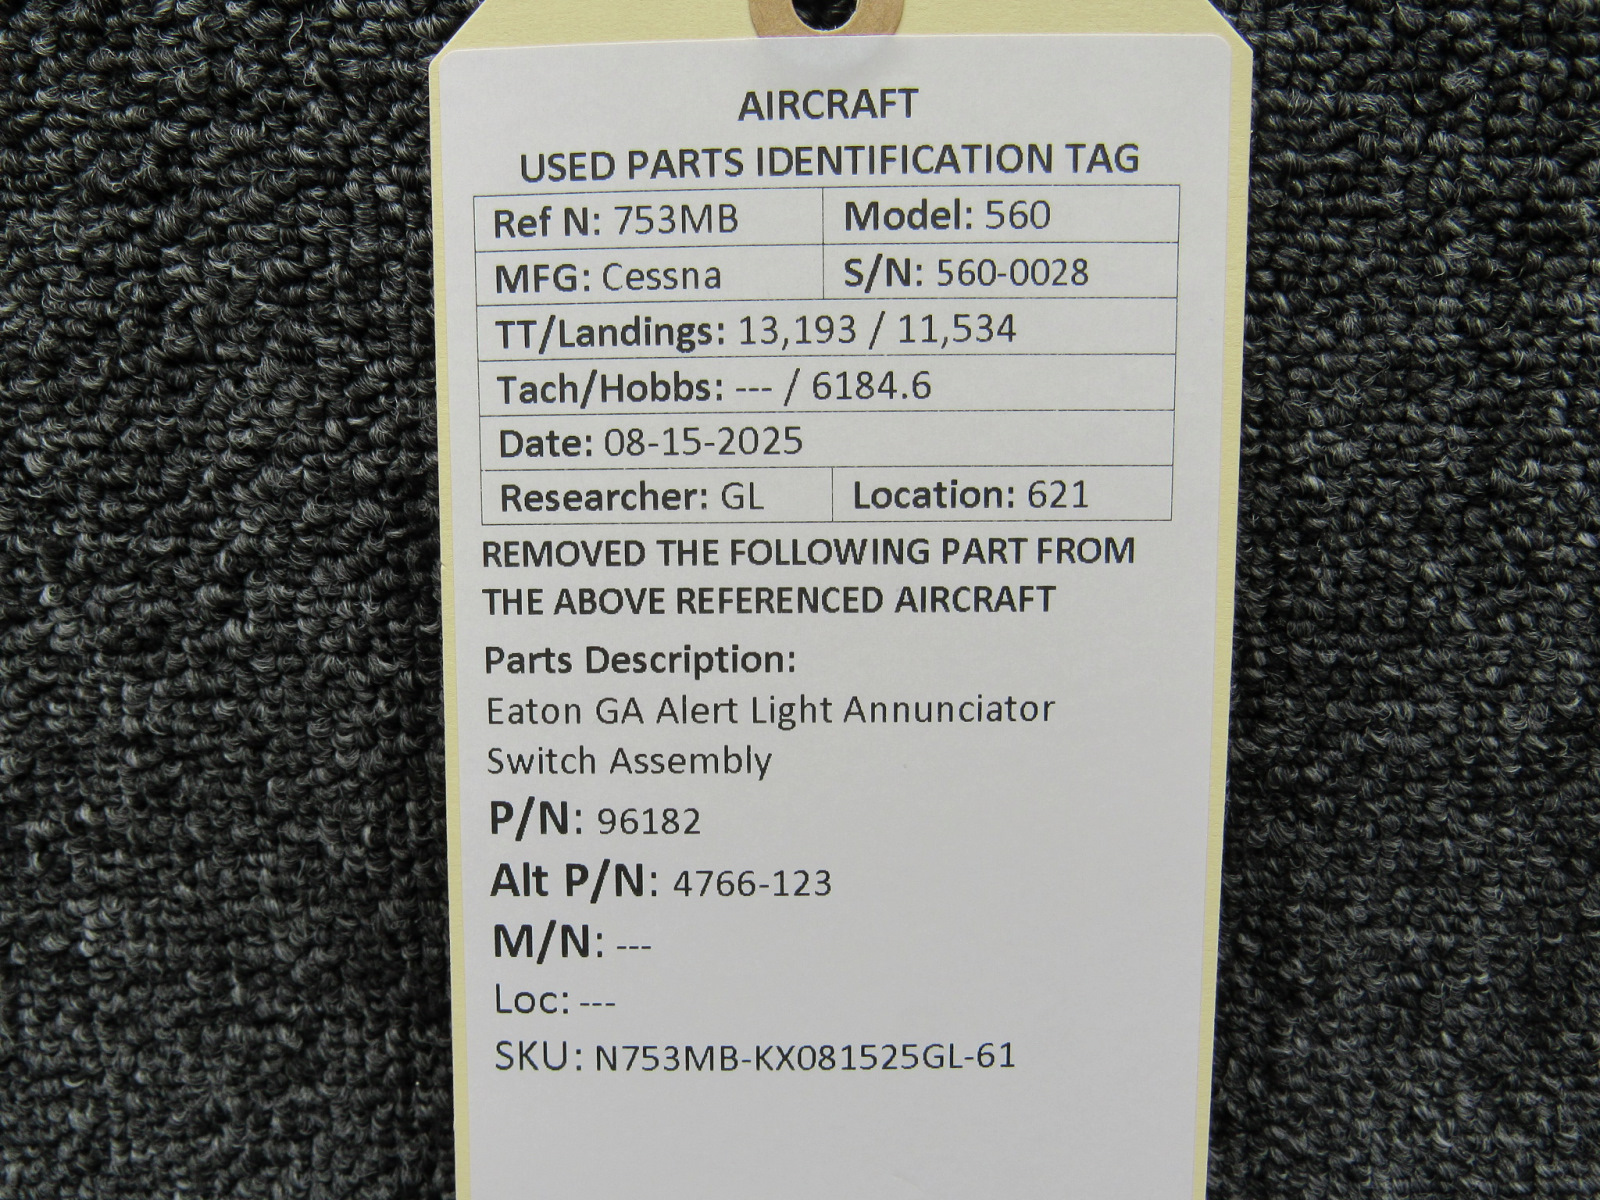 AIRCRAFT
USED PARTS IDENTIFICATION TAG
Ref N: 753MB Model: 560
MFG: Cessna S/N: 560-0028
TT/Landings: 13,193 / 11,534
Tach/Hobbs: --- / 6184.6
Date: 08-15-2025
Researcher: GL Location: 621
REMOVED THE FOLLOWING PART FROM
THE ABOVE REFERENCED AIRCRAFT
Parts Description:
Eaton GA Alert Light Annunciator
Switch Assembly
P/N: 96182
Alt P/N: 4766-123
M/N: ---
Loc: ---
SKU: N753MB-KX081525GL-61